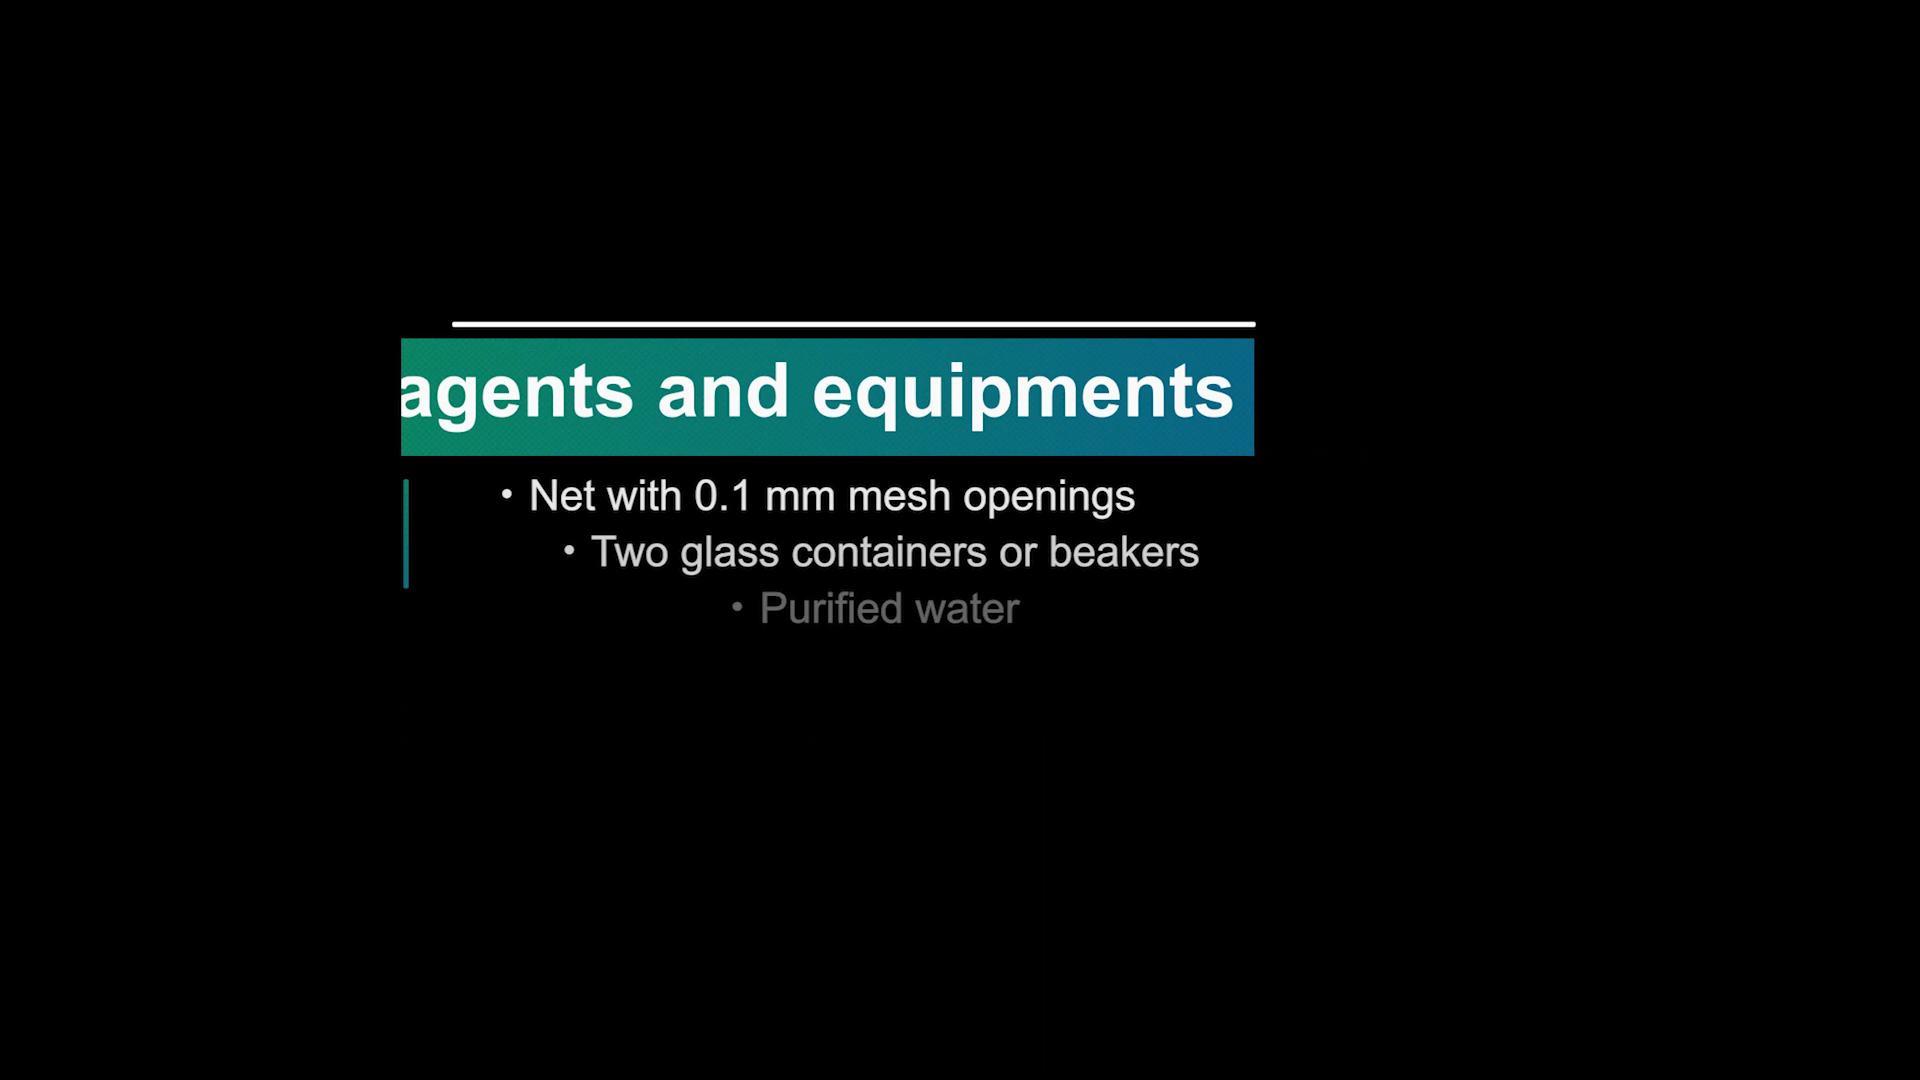 agents and equipments
• Net with 0.1 mm mesh openings
• Two glass containers or beakers
• Purified water